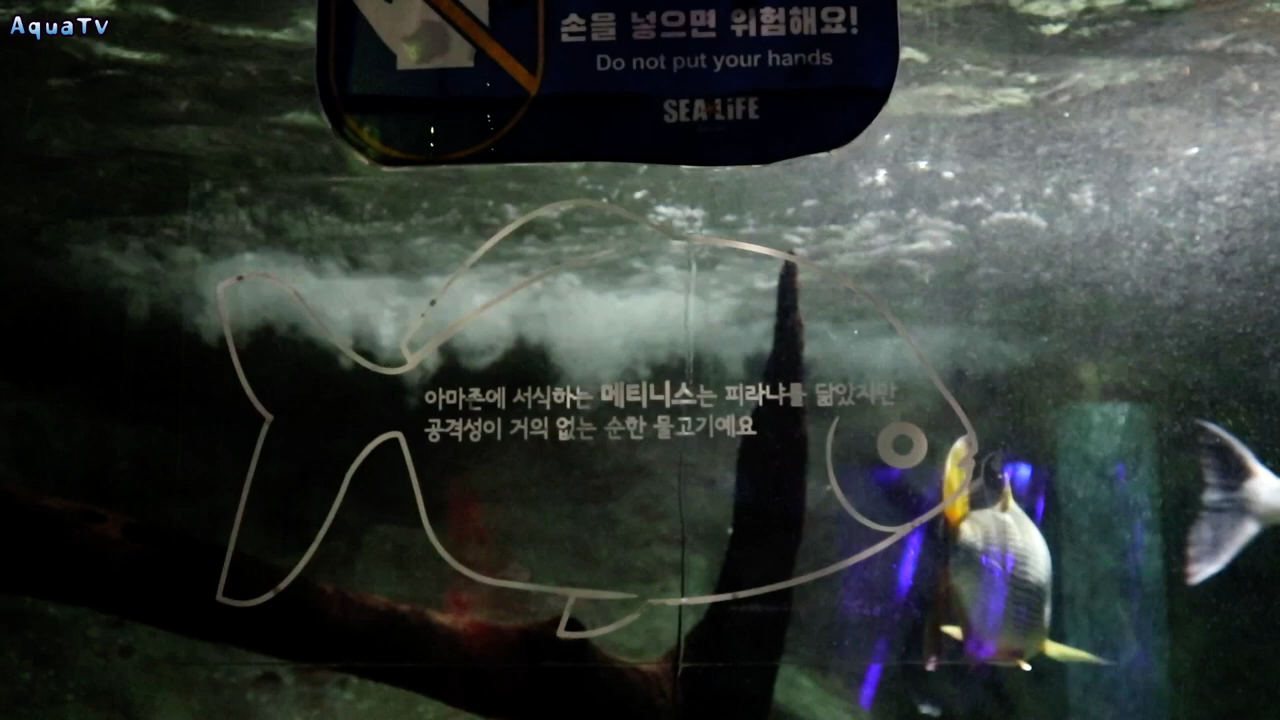 AquaTv
손을 넣으면 위험해요!
Do not put your hands
SEA LiFE
아마존에 서식하는 메티니스는 피라냐를 닮았지만
공격성이 거의 없는 순한 물고기예요